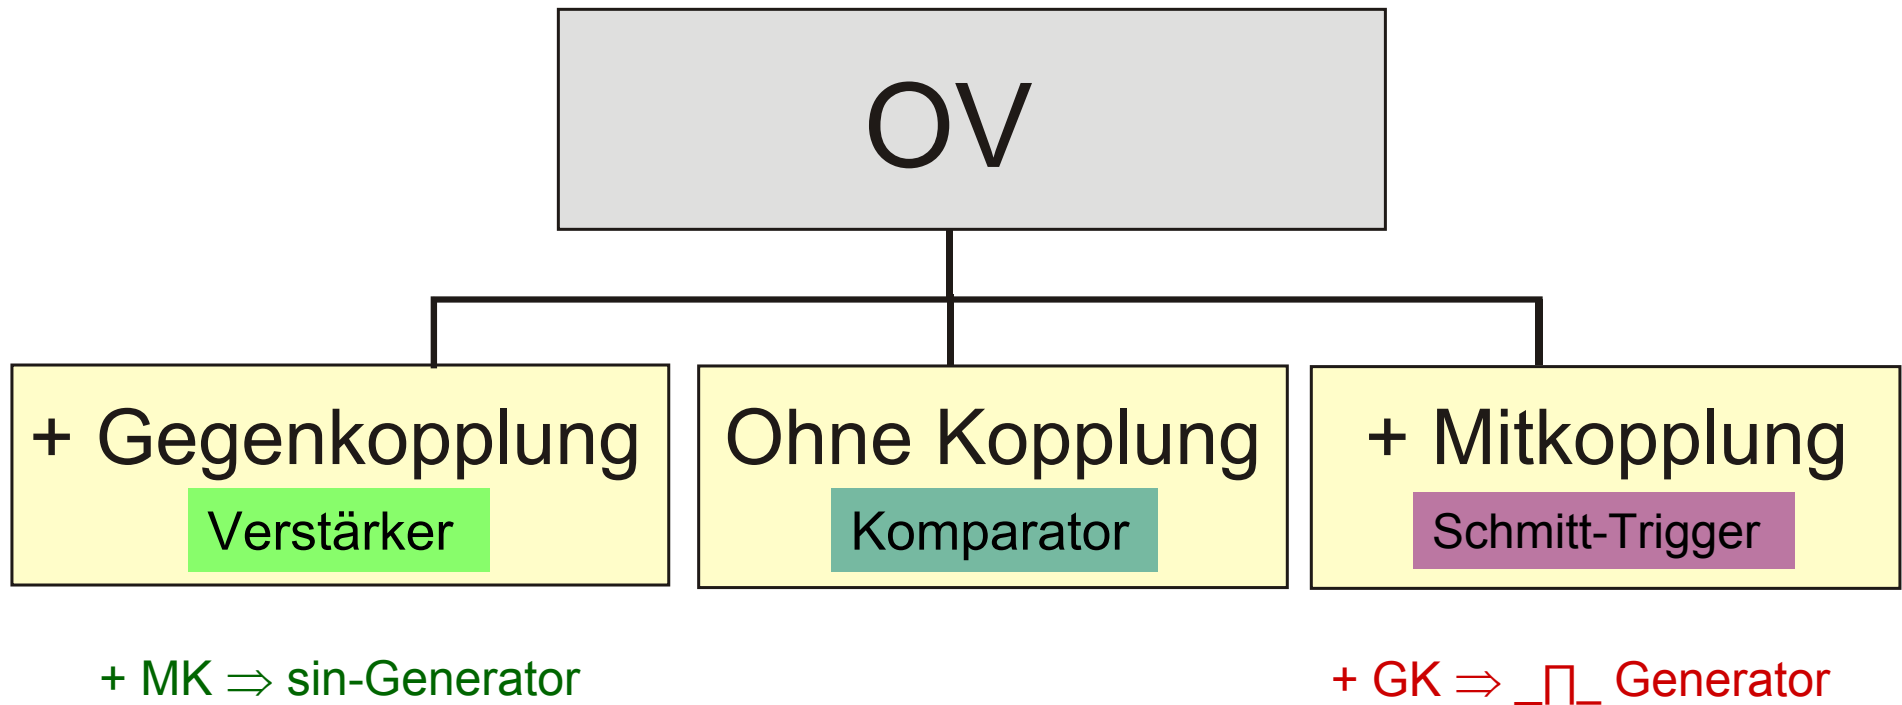 OV
+ Gegenkopplung
Verstärker
Ohne Kopplung
Komparator
+ Mitkopplung
Schmitt-Trigger
+ MK ⇒ sin-Generator
+ GK ⇒ _∏_ Generator